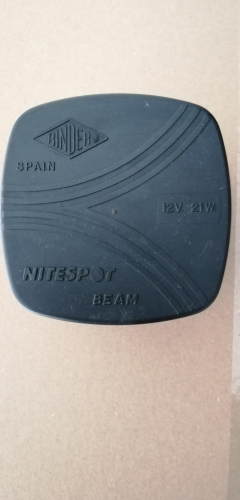 BINDER®
SPAIN
12V 21W
NITESPOT
BEAM